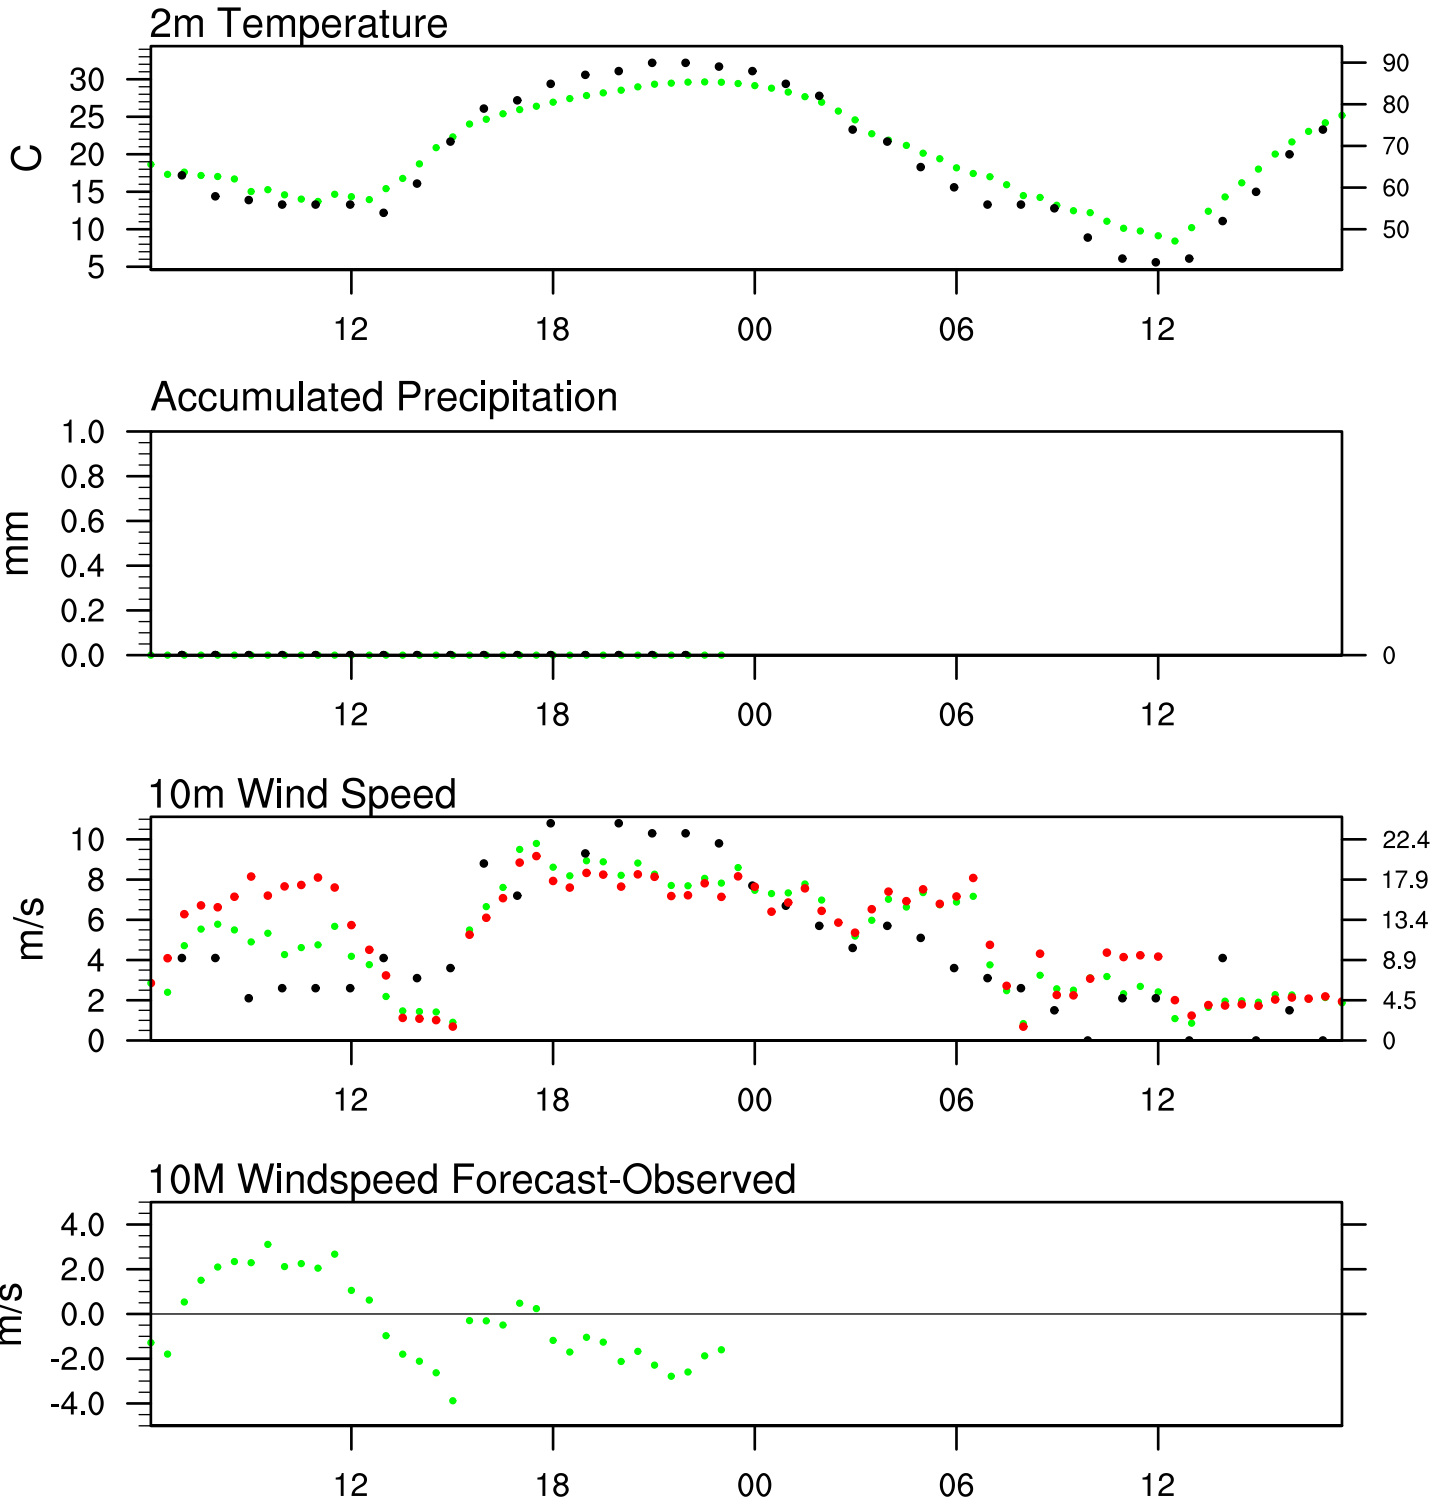 2m Temperature
C
30
25
20
15
10
5
90
80
70
60
50
12 18 00 06 12
Accumulated Precipitation
mm
1.0
0.8
0.6
0.4
0.2
0.0
0
12 18 00 06 12
10m Wind Speed
m/s
10
8
6
4
2
0
22.4
17.9
13.4
8.9
4.5
0
12 18 00 06 12
10M Windspeed Forecast-Observed
m/s
4.0
2.0
0.0
-2.0
-4.0
12 18 00 06 12